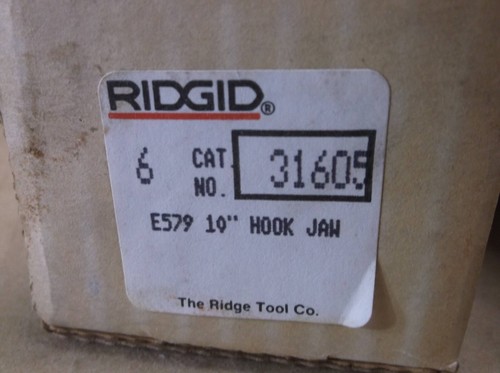 RIDGID®
6 CAT. NO. 31605
E579 10" HOOK JAW
The Ridge Tool Co.